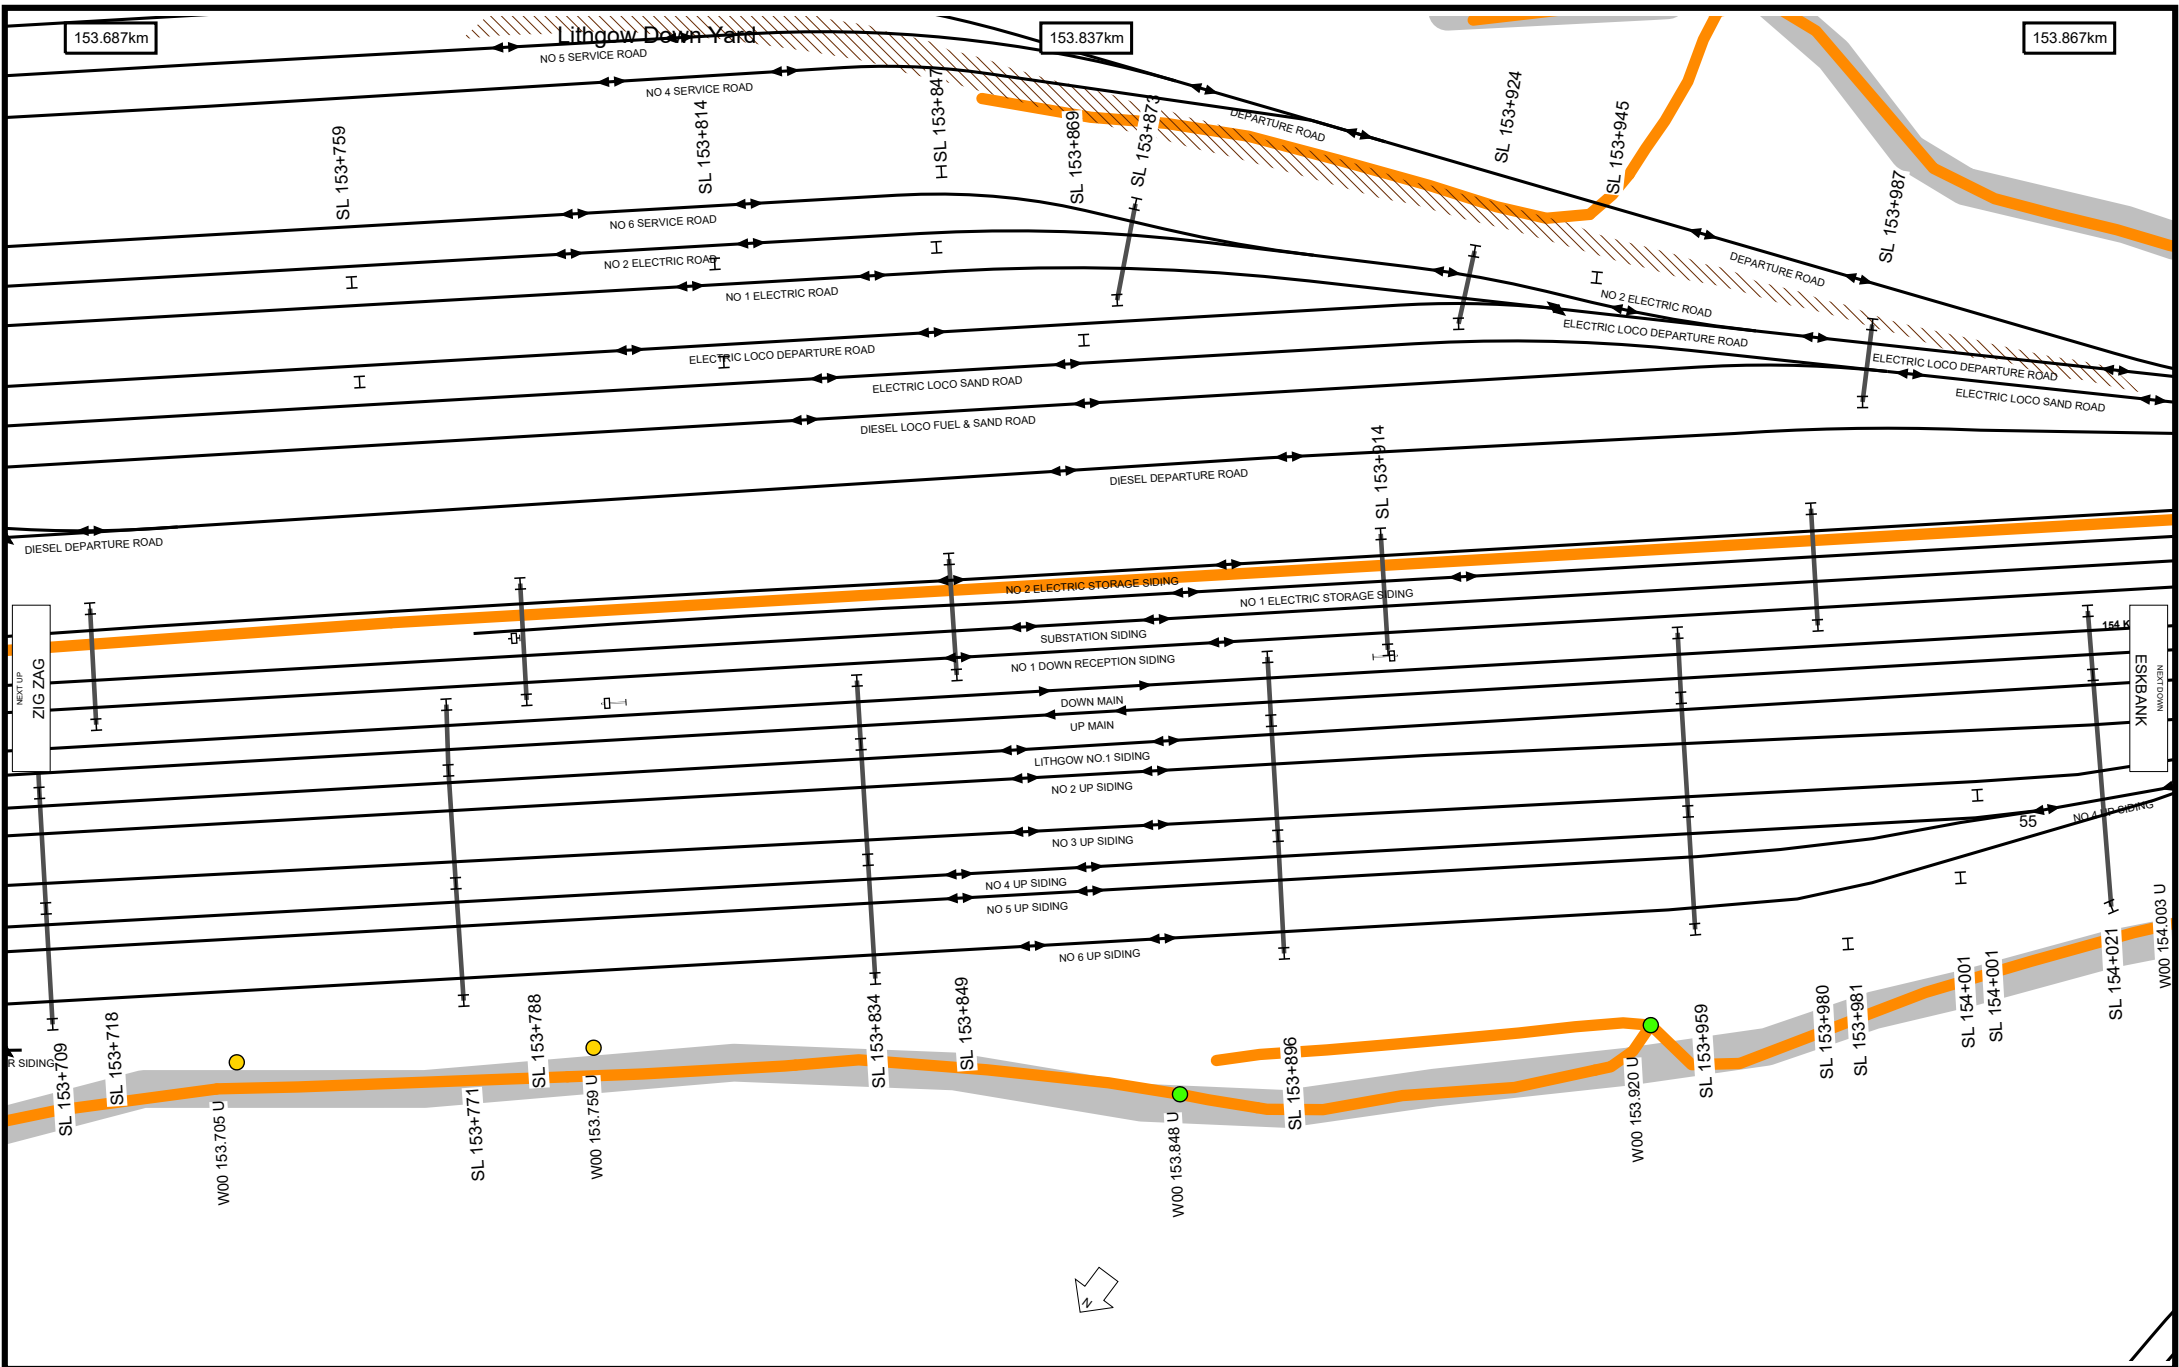 153.687km
Lithgow Down Yard
153.837km
153.867km
NO 5 SERVICE ROAD
NO 4 SERVICE ROAD
DEPARTURE ROAD
SL 153+759
SL 153+814
HSL 153+847
SL 153+869
SL 153+873
SL 153+924
SL 153+945
SL 153+987
NO 6 SERVICE ROAD
NO 2 ELECTRIC ROAD
NO 1 ELECTRIC ROAD
DEPARTURE ROAD
NO 2 ELECTRIC ROAD
ELECTRIC LOCO DEPARTURE ROAD
ELECTRIC LOCO DEPARTURE ROAD
ELECTRIC LOCO DEPARTURE ROAD
ELECTRIC LOCO SAND ROAD
ELECTRIC LOCO SAND ROAD
DIESEL LOCO FUEL & SAND ROAD
SL 153+914
DIESEL DEPARTURE ROAD
DIESEL DEPARTURE ROAD
NO 2 ELECTRIC STORAGE SIDING
NO 1 ELECTRIC STORAGE SIDING
SUBSTATION SIDING
NO 1 DOWN RECEPTION SIDING
NEXT UP
ZIG ZAG
154 K
ESKBANK
NEXT DOWN
DOWN MAIN
UP MAIN
LITHGOW NO.1 SIDING
NO 2 UP SIDING
NO 3 UP SIDING
55
NO 4 UP SIDING
NO 4 UP SIDING
NO 5 UP SIDING
NO 6 UP SIDING
R SIDING
SL 153+709
SL 153+718
W00 153.705 U
SL 153+771
SL 153+788
W00 153.759 U
SL 153+834
SL 153+849
W00 153.848 U
SL 153+896
W00 153.920 U
SL 153+959
SL 153+980
SL 153+981
SL 154+001
SL 154+001
SL 154+021
W00 154.003 U
N